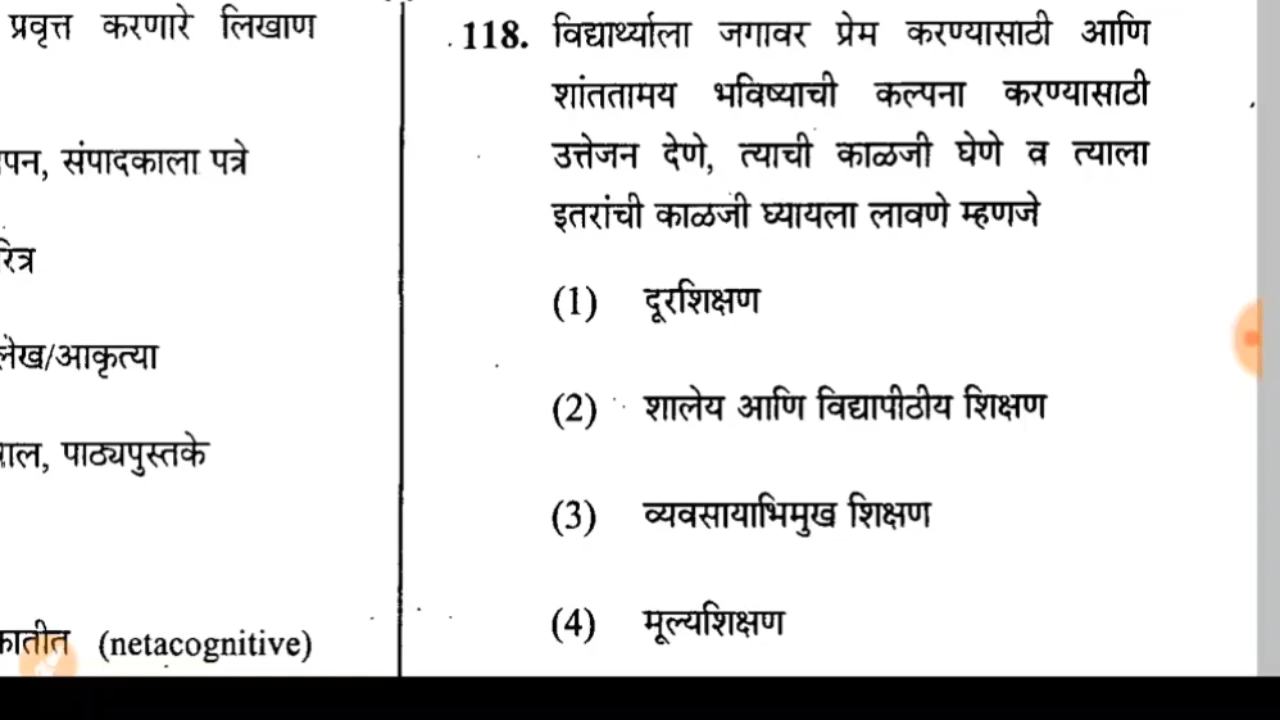 प्रवृत्त करणारे लिखाण
संपादकाला पत्रे
लेख/आकृत्या
पाठ्यपुस्तके
(netacognitive)
118. विद्यार्थ्याला जगावर प्रेम करण्यासाठी आणि
शांततामय भविष्याची कल्पना करण्यासाठी
उत्तेजन देणे, त्याची काळजी घेणे व त्याला
इतरांची काळजी घ्यायला लावणे म्हणजे
(1) दूरशिक्षण
(2) शालेय आणि विद्यापीठीय शिक्षण
(3) व्यवसायाभिमुख शिक्षण
(4) मूल्यशिक्षण